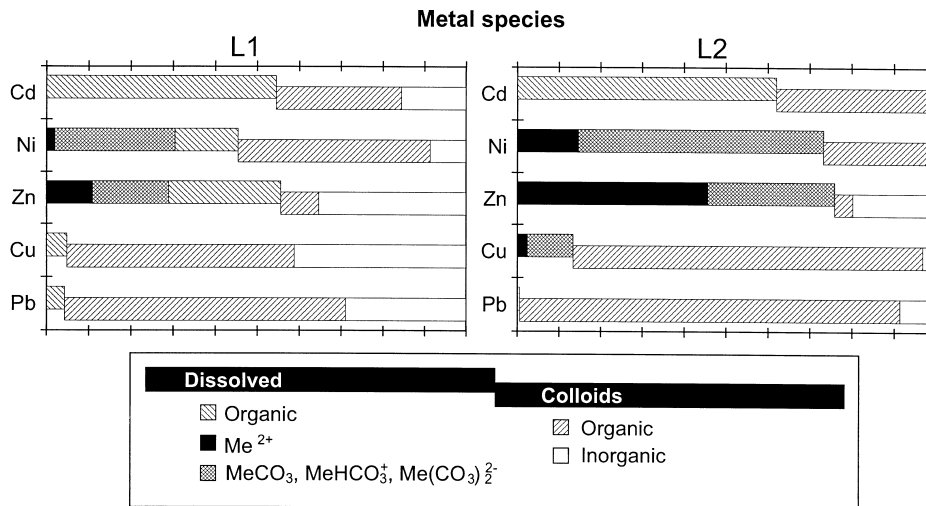 Metal species
L1
L2
Cd
Ni
Zn
Cu
Pb
Cd
Ni
Zn
Cu
Pb
Dissolved
Organic
Me 2+
MeCO3, MeHCO3+, Me(CO3)2 2-
Colloids
Organic
Inorganic